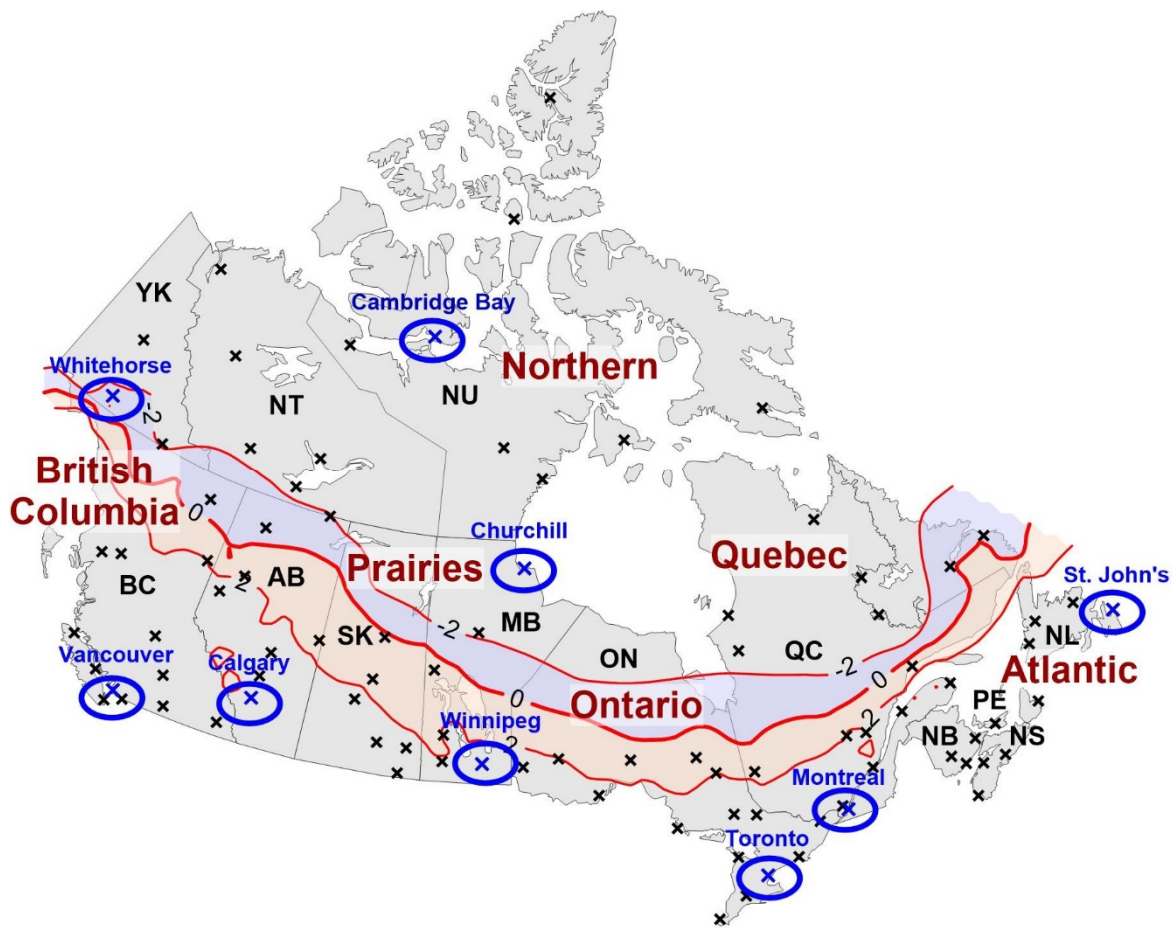 YK
Cambridge Bay
Northern
Whitehorse
-2
NT
NU
British
Columbia
0
Churchill
Prairies
Quebec
St. John's
BC
2
AB
-2
MB
SK
ON
QC
-2
NL
Atlantic
Vancouver
Calgary
0
Ontario
0
Winnipeg
2
2
PE
NB
NS
Montreal
Toronto